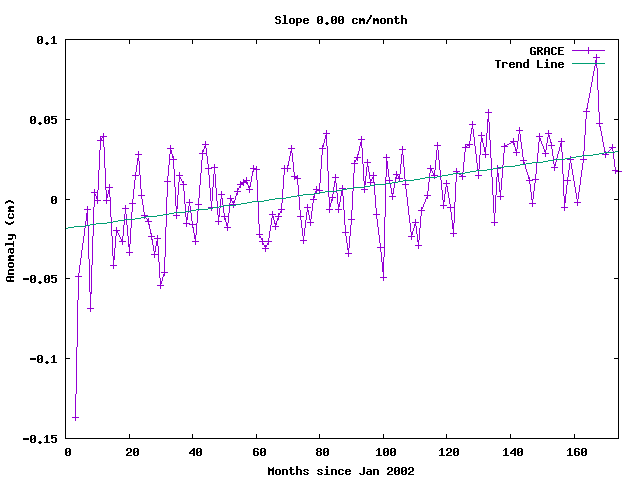 Slope 0.00 cm/month
GRACE
Trend Line
0.1
0.05
0
-0.05
-0.1
-0.15
Anomaly (cm)
0 20 40 60 80 100 120 140 160
Months since Jan 2002